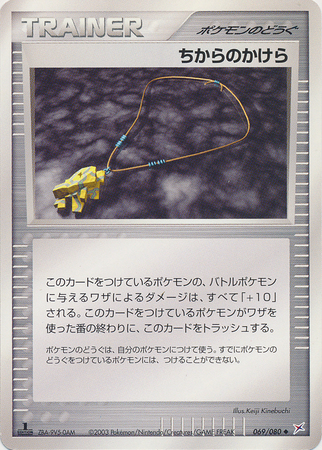 TRAINER
ポケモンのどうぐ
ちからのかけら
このカードをつけているポケモンの、バトルポケモン
に与えるワザによるダメージは、すべて「+10」
される。このカードをつけているポケモンがワザを
使った番の終わりに、このカードをトラッシュする。
ポケモンのどうぐは、自分のポケモンにつけて使う。すでにポケモンの
どうぐをつけているポケモンには、つけることができない。
Illus.Keiji Kinebuchi
1 ZBA-9V5-0AM ©2003 Pokémon/Nintendo/Creatures/GAME FREAK 069/080 ◆